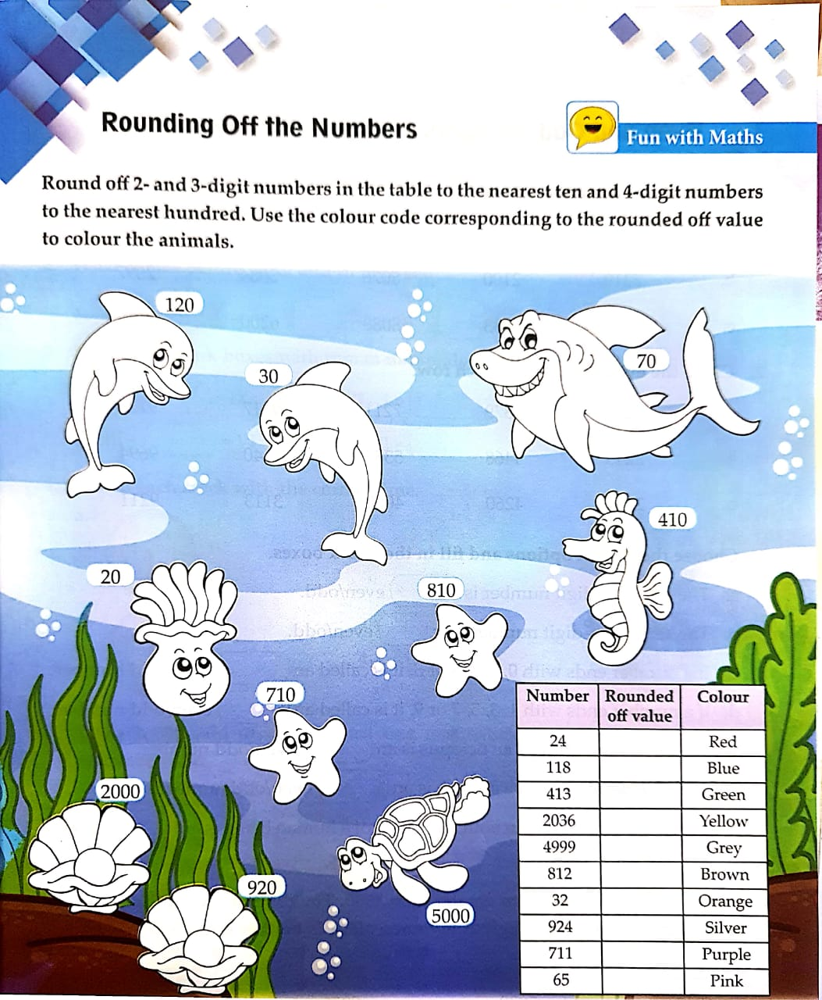 Rounding Off the Numbers
Fun with Maths
Round off 2- and 3-digit numbers in the table to the nearest ten and 4-digit numbers
to the nearest hundred. Use the colour code corresponding to the rounded off value
to colour the animals.
120
30
70
410
20
810
710
2000
920
5000
Number Rounded off value Colour
24 Red
118 Blue
413 Green
2036 Yellow
4999 Grey
812 Brown
32 Orange
924 Silver
711 Purple
65 Pink